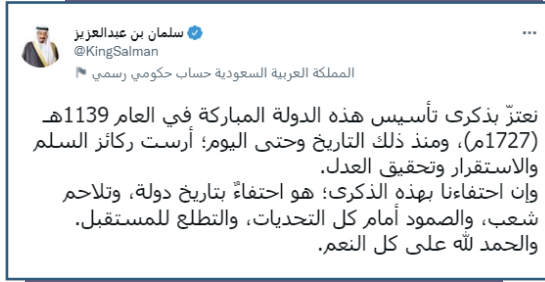 سلمان بن عبدالعزيز
@KingSalman
المملكة العربية السعودية حساب حكومي رسمي
نعتزّ بذكرى تأسيس هذه الدولة المباركة في العام 1139هـ
(1727م)، ومنذ ذلك التاريخ وحتى اليوم؛ أرست ركائز السلم
والاستقرار وتحقيق العدل.
وإن احتفاءنا بهذه الذكرى؛ هو احتفاءٌ بتاريخ دولة، وتلاحم
شعب، والصمود أمام كل التحديات، والتطلع للمستقبل.
والحمد لله على كل النعم.